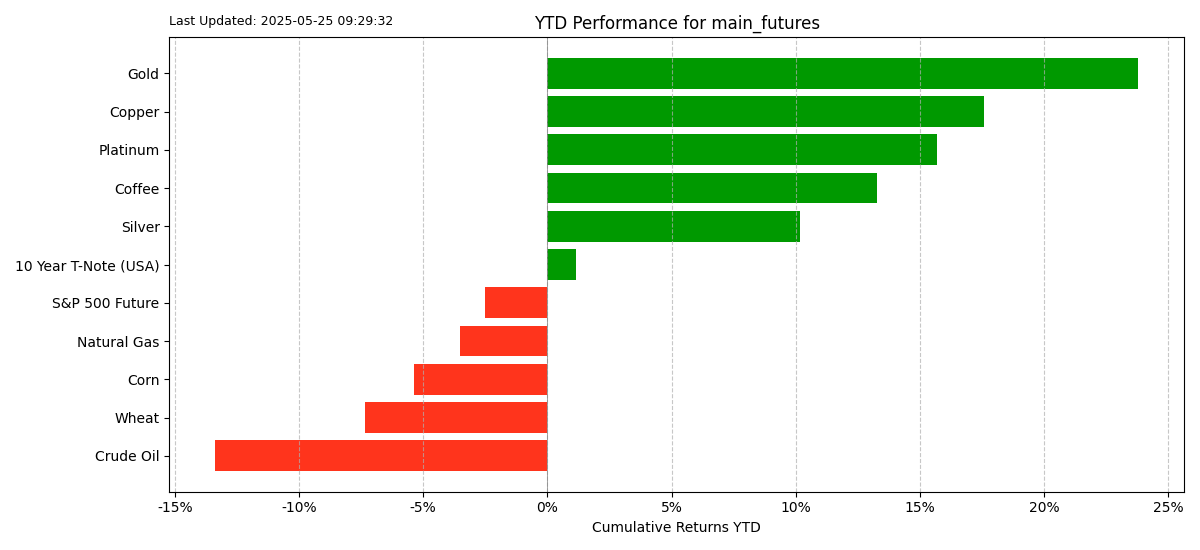 Last Updated: 2025-05-25 09:29:32
YTD Performance for main_futures
Gold
Copper
Platinum
Coffee
Silver
10 Year T-Note (USA)
S&P 500 Future
Natural Gas
Corn
Wheat
Crude Oil
-15% -10% -5% 0% 5% 10% 15% 20% 25%
Cumulative Returns YTD